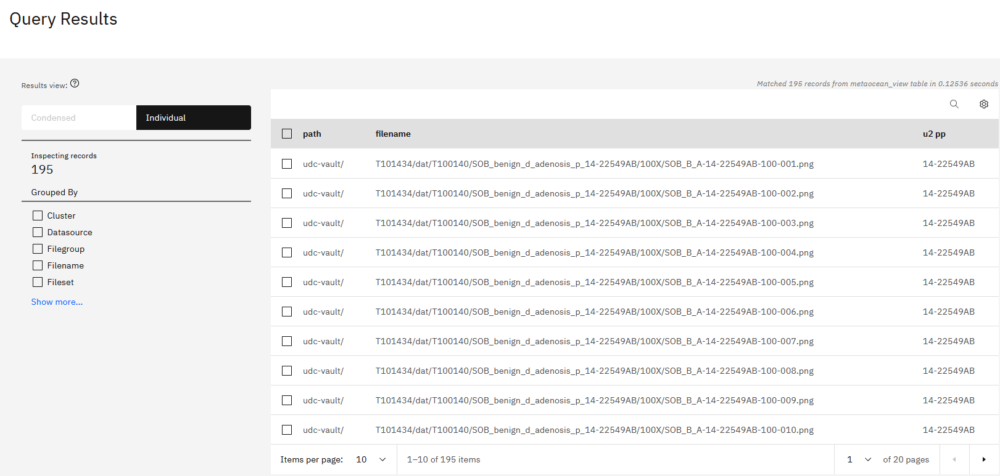 Query Results
Results view:
Matched 195 records from metaocean_view table in 0.12536 seconds
Condensed Individual
Inspecting records
195
Grouped By
Cluster
Datasource
Filegroup
Filename
Fileset
Show more...
path filename u2 pp
udc-vault/ T101434/dat/T100140/SOB_benign_d_adenosis_p_14-22549AB/100X/SOB_B_A-14-22549AB-100-001.png 14-22549AB
udc-vault/ T101434/dat/T100140/SOB_benign_d_adenosis_p_14-22549AB/100X/SOB_B_A-14-22549AB-100-002.png 14-22549AB
udc-vault/ T101434/dat/T100140/SOB_benign_d_adenosis_p_14-22549AB/100X/SOB_B_A-14-22549AB-100-003.png 14-22549AB
udc-vault/ T101434/dat/T100140/SOB_benign_d_adenosis_p_14-22549AB/100X/SOB_B_A-14-22549AB-100-004.png 14-22549AB
udc-vault/ T101434/dat/T100140/SOB_benign_d_adenosis_p_14-22549AB/100X/SOB_B_A-14-22549AB-100-005.png 14-22549AB
udc-vault/ T101434/dat/T100140/SOB_benign_d_adenosis_p_14-22549AB/100X/SOB_B_A-14-22549AB-100-006.png 14-22549AB
udc-vault/ T101434/dat/T100140/SOB_benign_d_adenosis_p_14-22549AB/100X/SOB_B_A-14-22549AB-100-007.png 14-22549AB
udc-vault/ T101434/dat/T100140/SOB_benign_d_adenosis_p_14-22549AB/100X/SOB_B_A-14-22549AB-100-008.png 14-22549AB
udc-vault/ T101434/dat/T100140/SOB_benign_d_adenosis_p_14-22549AB/100X/SOB_B_A-14-22549AB-100-009.png 14-22549AB
udc-vault/ T101434/dat/T100140/SOB_benign_d_adenosis_p_14-22549AB/100X/SOB_B_A-14-22549AB-100-010.png 14-22549AB
Items per page: 10 1–10 of 195 items 1 of 20 pages